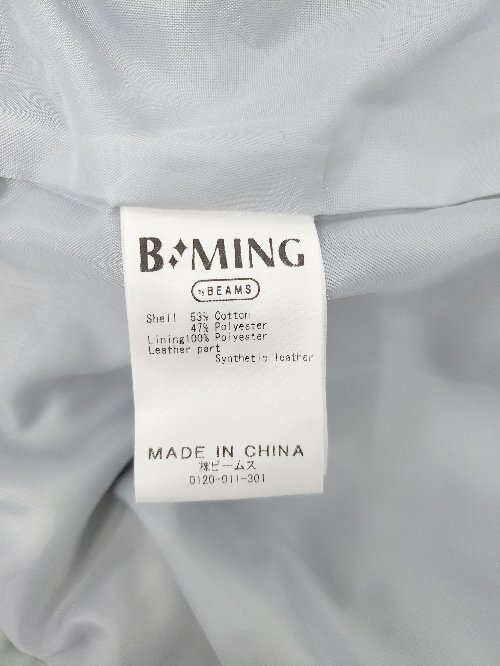 B MING
by BEAMS
Shell 53% Cotton
47% Polyester
Lining100% Polyester
Leather part
Synthetic leather
MADE IN CHINA
㈱ビームス
0120-011-301